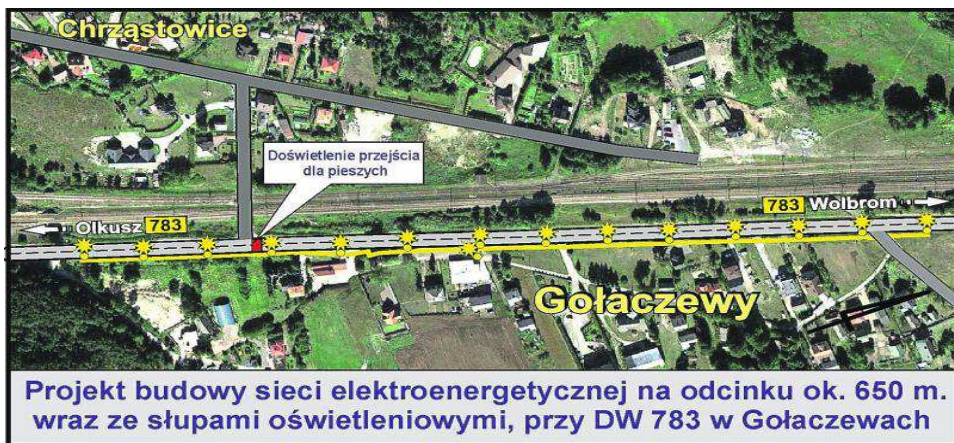 Chrząstowice
Doświetlenie przejścia
dla pieszych
Olkusz 783
783 Wolbrom
Gołaczewy
Projekt budowy sieci elektroenergetycznej na odcinku ok. 650 m.
wraz ze słupami oświetleniowymi, przy DW 783 w Gołaczewach